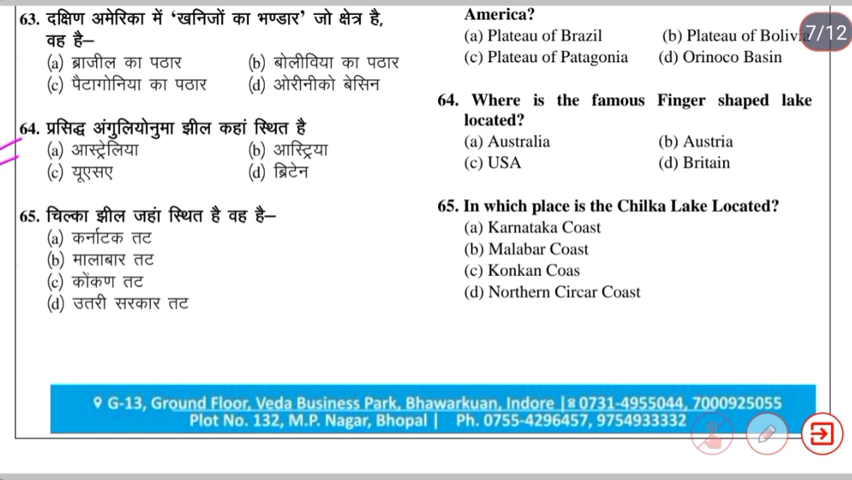 63. दक्षिण अमेरिका में 'खनिजों का भण्डार' जो क्षेत्र है,
वह है–
(a) ब्राजील का पठार (b) बोलीविया का पठार
(c) पैटागोनिया का पठार (d) ओरीनीको बेसिन
64. प्रसिद्ध अंगुलियोनुमा झील कहां स्थित है
(a) आस्ट्रेलिया (b) आस्ट्रिया
(c) यूएसए (d) ब्रिटेन
65. चिल्का झील जहां स्थित है वह है–
(a) कर्नाटक तट
(b) मालाबार तट
(c) कोंकण तट
(d) उतरी सरकार तट
America?
(a) Plateau of Brazil (b) Plateau of Bolivia
(c) Plateau of Patagonia (d) Orinoco Basin
64. Where is the famous Finger shaped lake
located?
(a) Australia (b) Austria
(c) USA (d) Britain
65. In which place is the Chilka Lake Located?
(a) Karnataka Coast
(b) Malabar Coast
(c) Konkan Coas
(d) Northern Circar Coast
7/12
G-13, Ground Floor, Veda Business Park, Bhawarkuan, Indore | 0731-4955044, 7000925055
Plot No. 132, M.P. Nagar, Bhopal | Ph. 0755-4296457, 9754933332